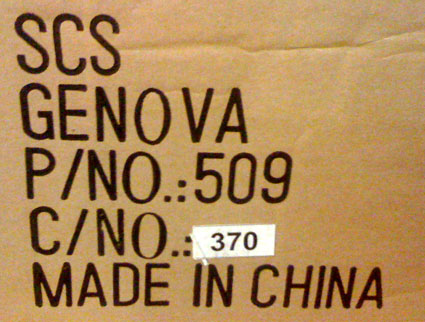 SCS
GENOVA
P/NO.:509
C/NO.: 370
MADE IN CHINA